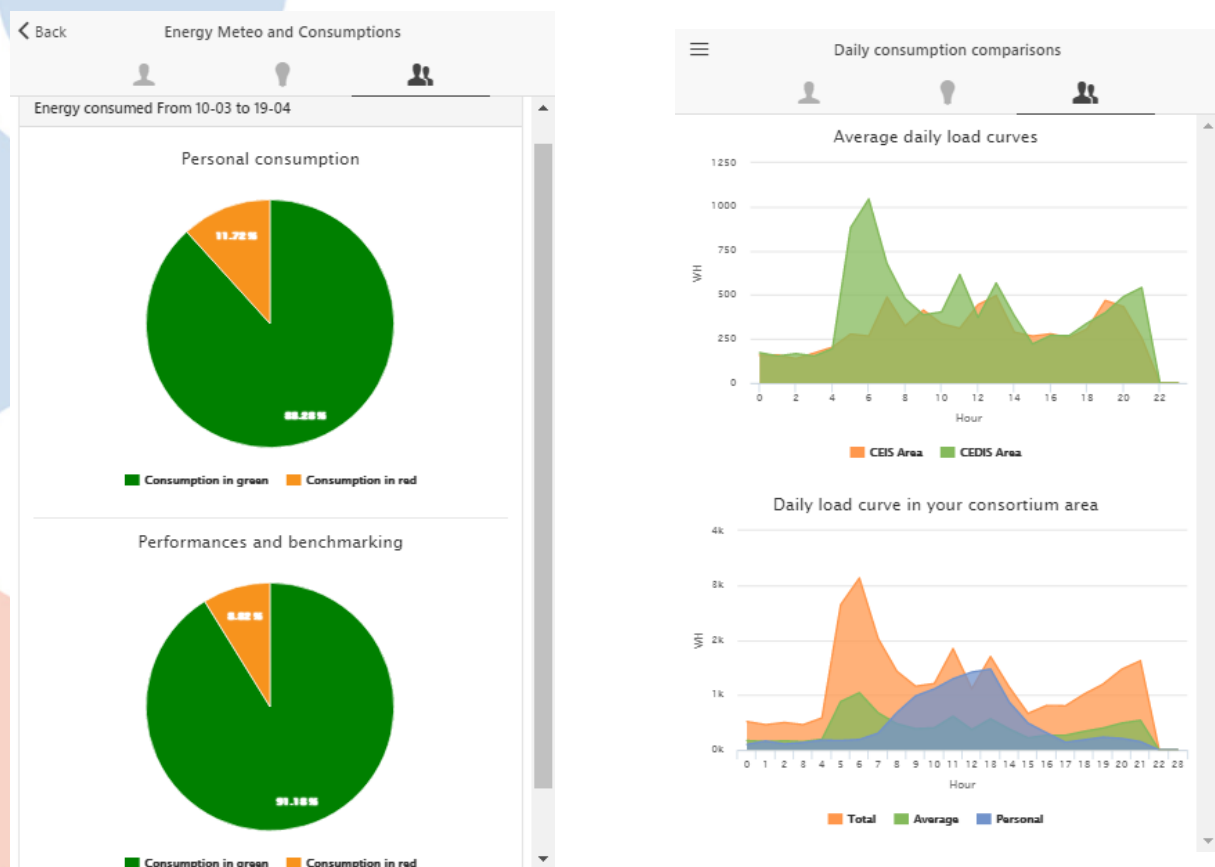 Back
Energy Meteo and Consumptions
Energy consumed From 10-03 to 19-04
Personal consumption
11.72 %
88.28 %
Consumption in green Consumption in red
Performances and benchmarking
8.82 %
91.18 %
Consumption in green Consumption in red
Daily consumption comparisons
Average daily load curves
1250
1000
750
500
250
0
WH
0 2 4 6 8 10 12 14 16 18 20 22
Hour
CEIS Area CEDIS Area
Daily load curve in your consortium area
4k
3k
2k
1k
0k
WH
0 1 2 3 4 5 6 7 8 9 10 11 12 13 14 15 16 17 18 19 20 21 22 23
Hour
Total Average Personal